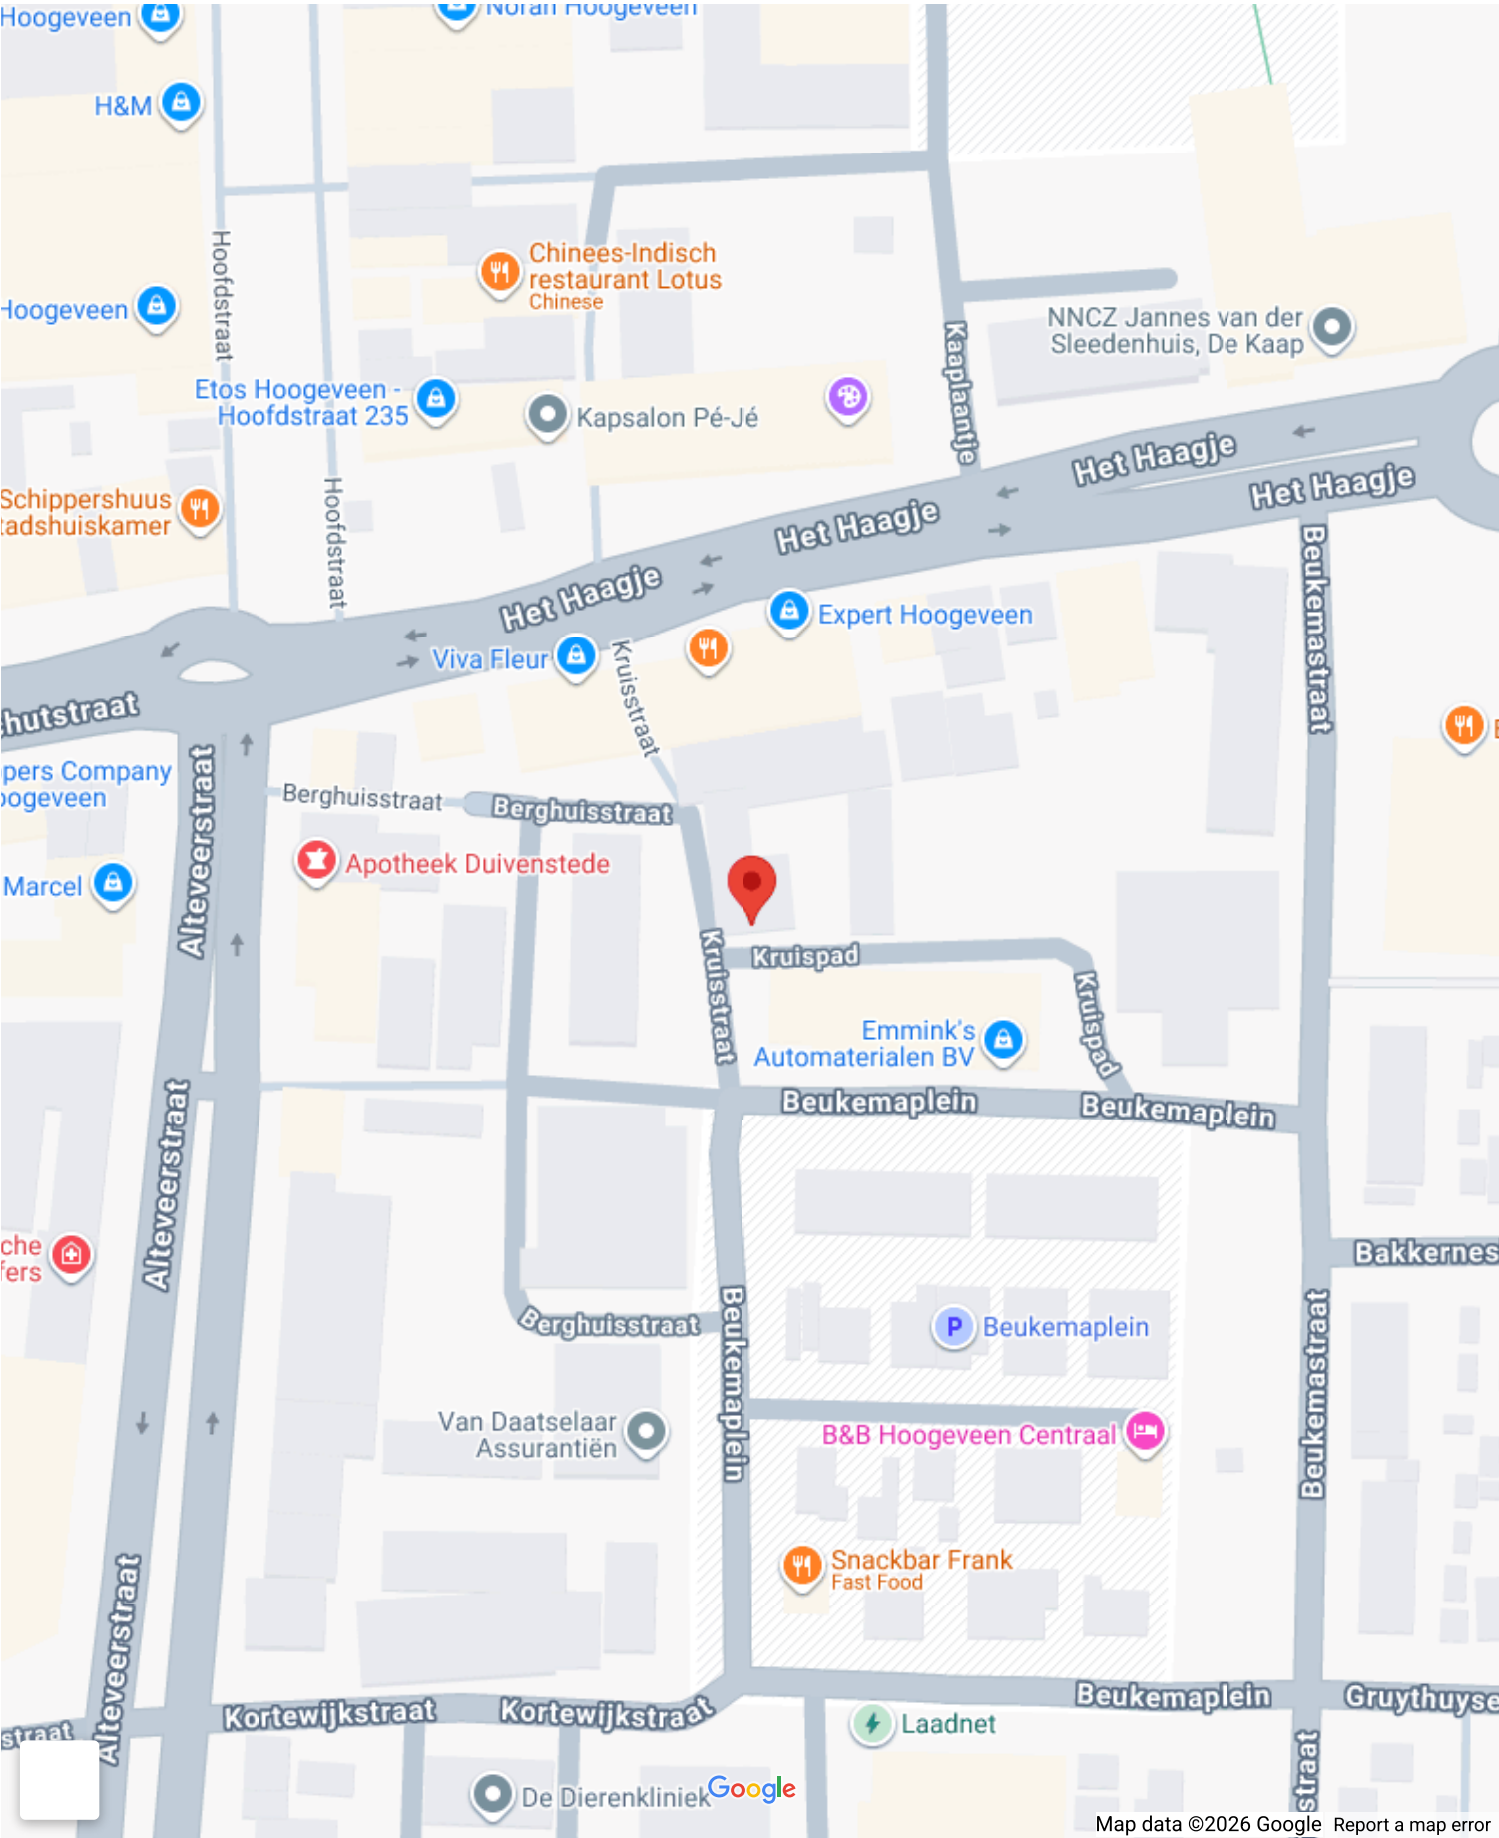 Hoogeveen
Norah Hoogeveen
H&M
Hoofdstraat
Chinees-Indisch
restaurant Lotus
Chinese
Hoogeveen
NNCZ Jannes van der
Sleedenhuis, De Kaap
Kaaplaantje
Etos Hoogeveen -
Hoofdstraat 235
Kapsalon Pé-Jé
Het Haagje
Het Haagje
Schippershuus
tadshuiskamer
Hoofdstraat
Het Haagje
Het Haagje
Beukemastraat
Expert Hoogeveen
Viva Fleur
Kruisstraat
hutstraat
pers Company
oogeveen
Alteveerstraat
Berghuisstraat
Berghuisstraat
Apotheek Duivenstede
Marcel
Kruisstraat
Kruispad
Kruispad
Emmink's
Automaterialen BV
Beukemaplein
Beukemaplein
Alteveerstraat
che
fers
Bakkernes
Berghuisstraat
Beukemaplein
P
Beukemaplein
Beukemastraat
Van Daatselaar
Assurantiën
B&B Hoogeveen Centraal
Snackbar Frank
Fast Food
Alteveerstraat
Kortewijkstraat
Kortewijkstraat
Beukemaplein
Gruythuyse
straat
Laadnet
straat
De Dierenkliniek
Google
Map data ©2026 Google
Report a map error